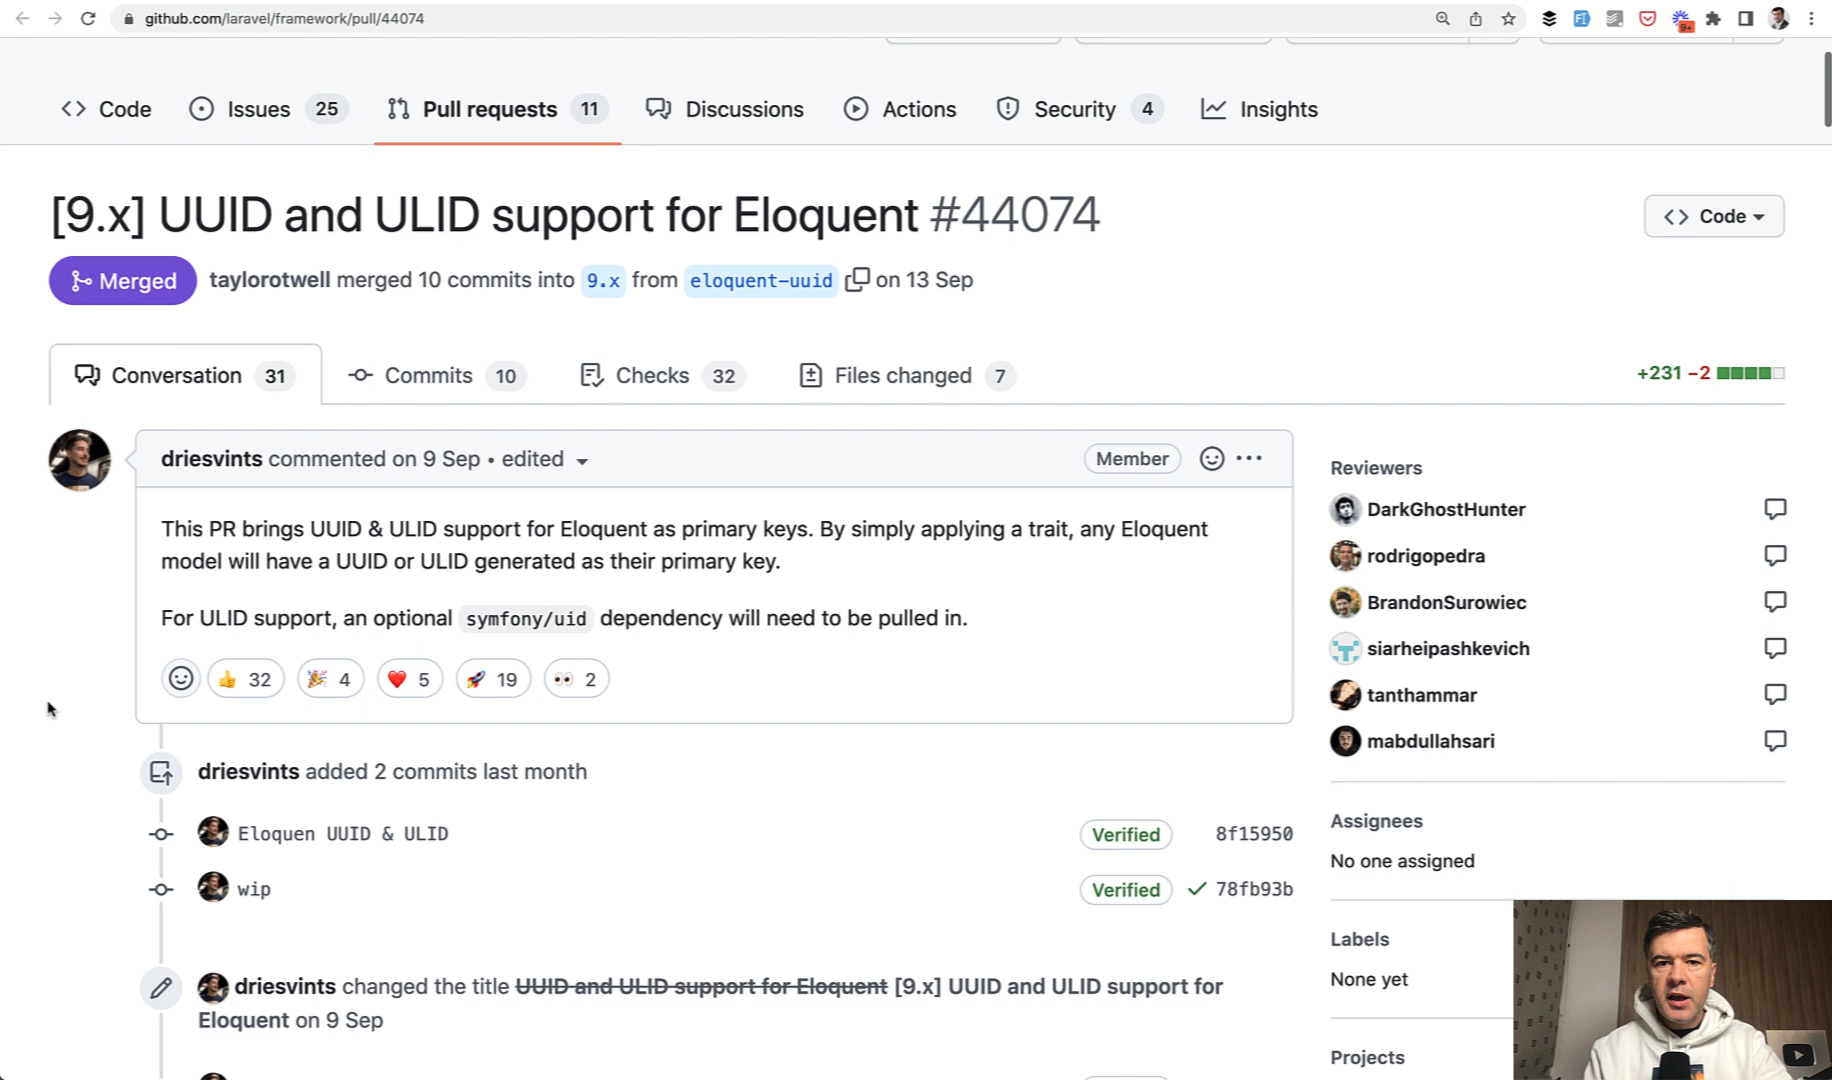 github.com/laravel/framework/pull/44074
9+
Code
Issues 25
Pull requests 11
Discussions
Actions
Security 4
Insights
[9.x] UUID and ULID support for Eloquent #44074
Code
Merged
taylorotwell merged 10 commits into 9.x from eloquent-uuid on 13 Sep
Conversation 31
Commits 10
Checks 32
Files changed 7
+231 −2
driesvints commented on 9 Sep • edited
Member
This PR brings UUID & ULID support for Eloquent as primary keys. By simply applying a trait, any Eloquent
model will have a UUID or ULID generated as their primary key.
For ULID support, an optional symfony/uid dependency will need to be pulled in.
👍 32 🎉 4 ❤️ 5 🚀 19 👀 2
driesvints added 2 commits last month
Eloquen UUID & ULID
Verified
8f15950
wip
Verified
78fb93b
driesvints changed the title UUID and ULID support for Eloquent [9.x] UUID and ULID support for
Eloquent on 9 Sep
Reviewers
DarkGhostHunter
rodrigopedra
BrandonSurowiec
siarheipashkevich
tanthammar
mabdullahsari
Assignees
No one assigned
Labels
None yet
Projects